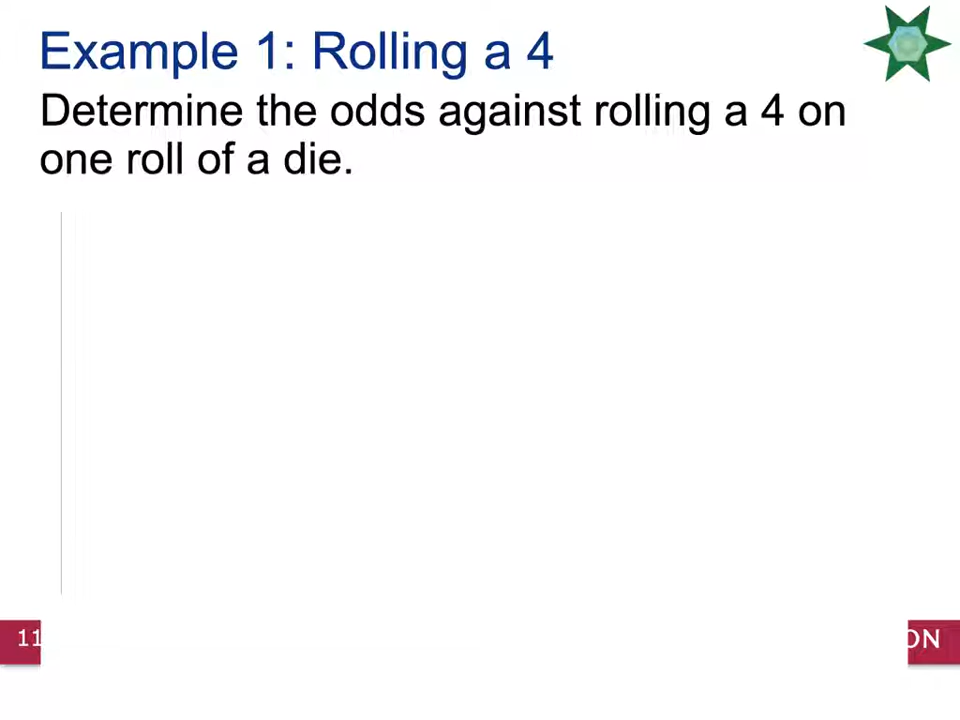 Example 1: Rolling a 4
Determine the odds against rolling a 4 on
one roll of a die.
11
ON